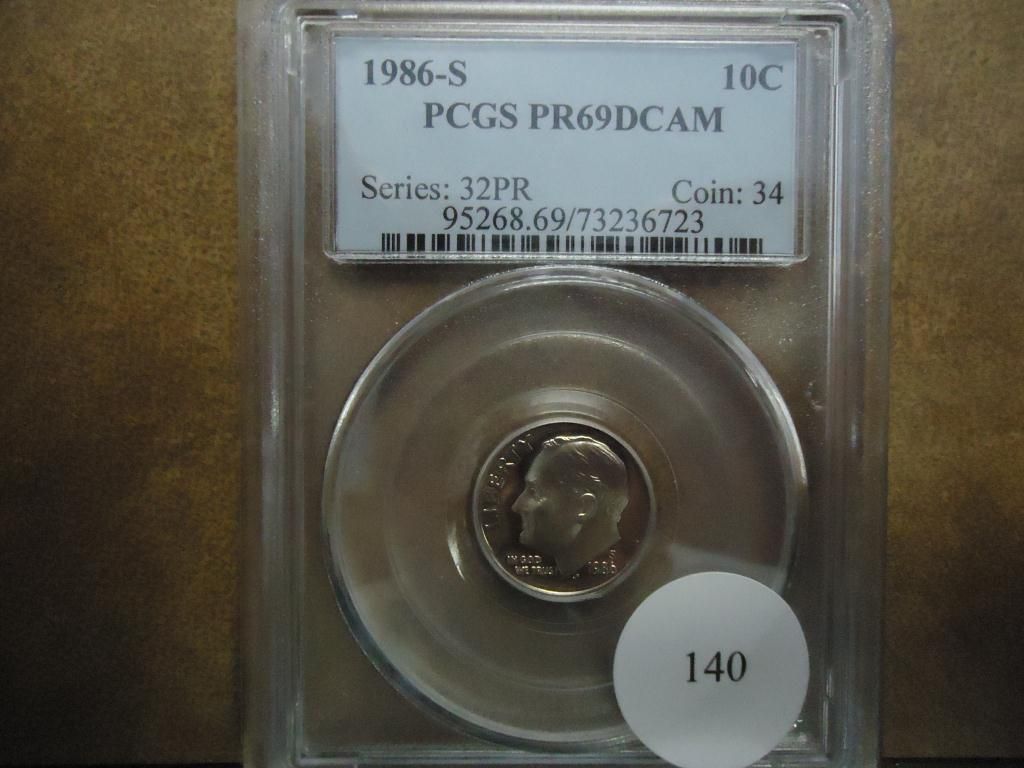 1986-S 10C
PCGS PR69DCAM
Series: 32PR Coin: 34
95268.69/73236723
LIBERTY
IN GOD
WE TRUST
S
1986
140